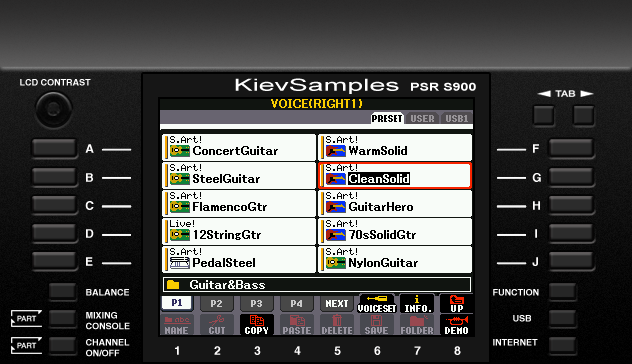 LCD CONTRAST
KievSamples PSR S900
TAB
VOICE(RIGHT1)
PRESET USER USB1
A
B
C
D
E
S.Art!
ConcertGuitar
S.Art!
SteelGuitar
S.Art!
FlamencoGtr
Live!
12StringGtr
S.Art!
PedalSteel
S.Art!
WarmSolid
S.Art!
CleanSolid
S.Art!
GuitarHero
S.Art!
70sSolidGtr
S.Art!
NylonGuitar
F
G
H
I
J
Guitar&Bass
P1 P2 P3 P4 NEXT VOICESET INFO. UP
NAME CUT COPY PASTE DELETE SAVE FOLDER DEMO
1 2 3 4 5 6 7 8
BALANCE
PART
MIXING
CONSOLE
PART
CHANNEL
ON/OFF
FUNCTION
USB
INTERNET